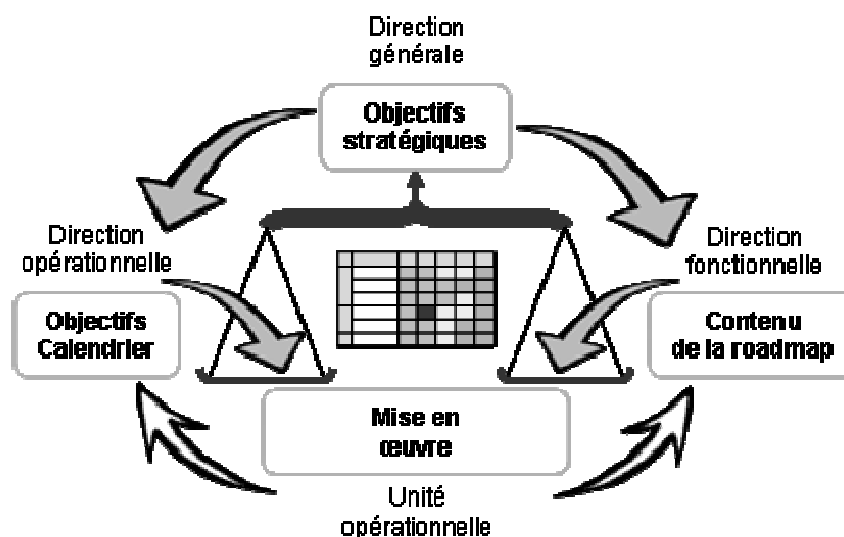 Direction
générale
Objectifs
stratégiques
Direction
opérationnelle
Direction
fonctionnelle
Objectifs
Calendrier
Contenu
de la roadmap
Mise en
œuvre
Unité
opérationnelle